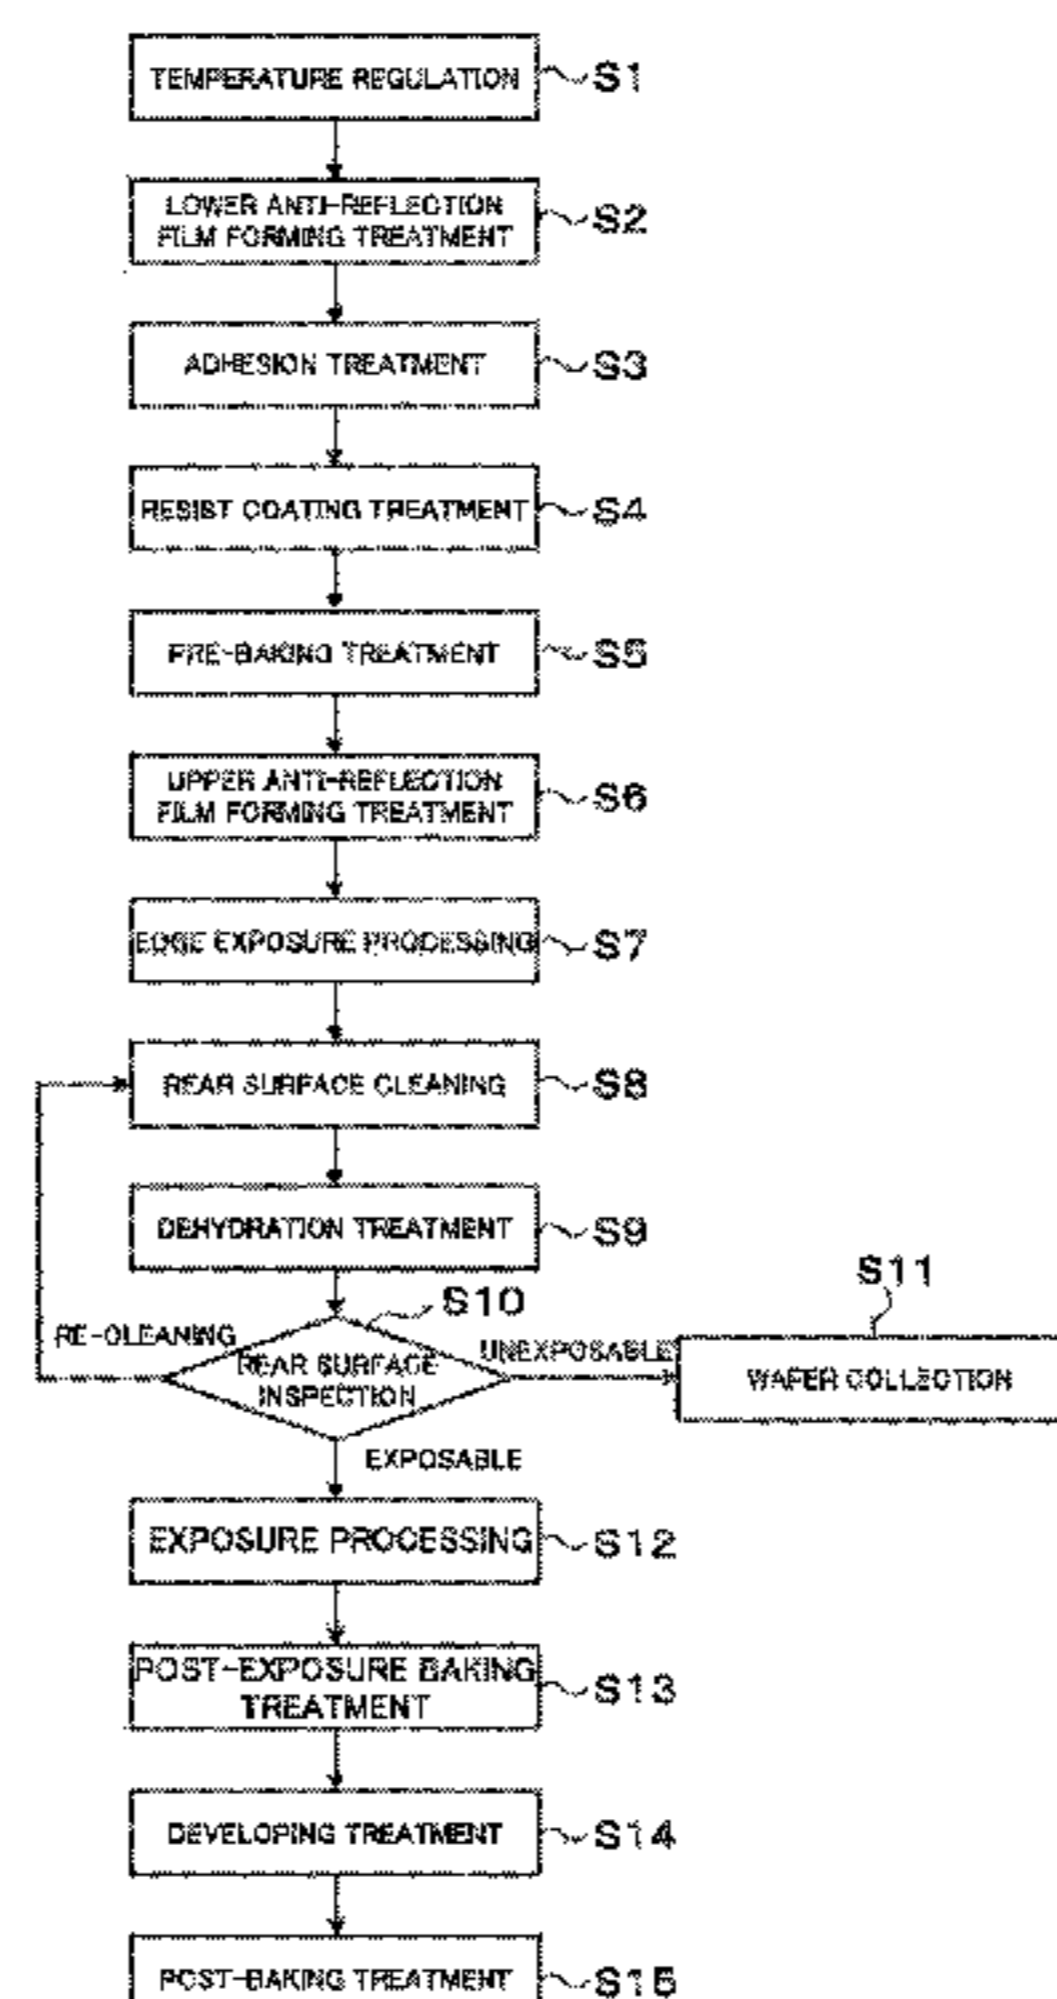 TEMPERATURE REGULATION
S1
LOWER ANTI-REFLECTION
FILM FORMING TREATMENT
S2
ADHESION TREATMENT
S3
RESIST COATING TREATMENT
S4
PRE-BAKING TREATMENT
S5
UPPER ANTI-REFLECTION
FILM FORMING TREATMENT
S6
EDGE EXPOSURE PROCESSING
S7
REAR SURFACE CLEANING
S8
DEHYDRATION TREATMENT
S9
S10
RE-CLEANING
REAR SURFACE
INSPECTION
UNEXPOSABLE
S11
WAFER COLLECTION
EXPOSABLE
EXPOSURE PROCESSING
S12
POST-EXPOSURE BAKING
TREATMENT
S13
DEVELOPING TREATMENT
S14
POST-BAKING TREATMENT
S15